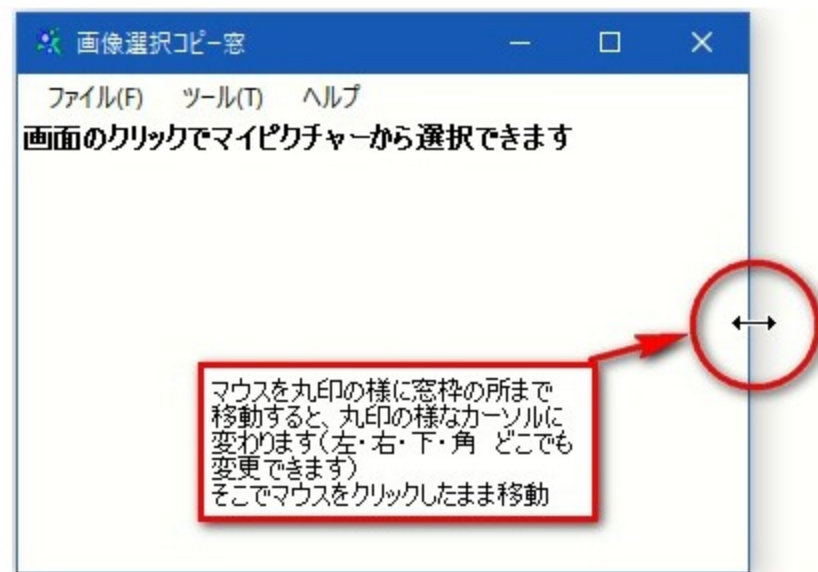 画像選択コピー窓
ファイル(F) ツール(T) ヘルプ
画面のクリックでマイピクチャーから選択できます
マウスを丸印の様に窓枠の所まで
移動すると、丸印の様なカーソルに
変わります(左・右・下・角 どこでも
変更できます)
そこでマウスをクリックしたまま移動